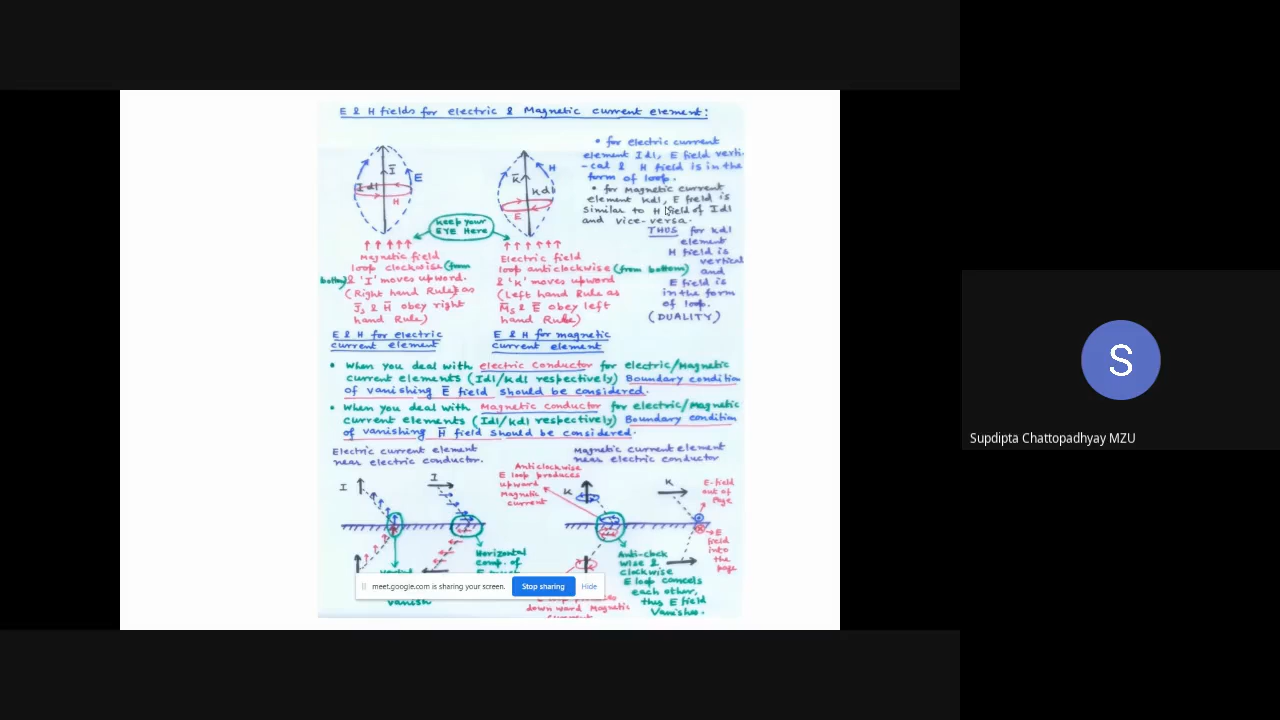 E & H fields for electric & Magnetic current element:
I
Idl
E
H
H
K
kdl
E
• for electric current
element Idl, E field verti-
-cal & H field is in the
form of loop.
• for Magnetic current
element kdl, E field is
similar to H field of Idl
and vice-versa.
THUS for kdl
element
H field is
vertical
and
E field is
in the form
of loop.
(DUALITY)
Keep your
EYE Here
Magnetic field
loop clockwise (from
bottom) & 'I' moves upward.
(Right hand Rule) as
J̄s & H̄ obey right
hand Rule)
Electric field
loop anticlockwise (from bottom)
& 'k' moves upward
(Left hand Rule as
M̄s & Ē obey left
hand Rule)
E & H for electric
current element
E & H for magnetic
current element
• When you deal with electric conductor for electric/Magnetic
current elements (Idl/kdl respectively) Boundary condition
of vanishing Ē field should be considered.
• When you deal with Magnetic conductor for electric/magnetic
current elements (Idl/kdl respectively) Boundary condition
of vanishing H̄ field should be considered.
Electric current element
near electric conductor.
Magnetic current element
near electric conductor
I
I
Anticlockwise
E loop produces
upward
Magnetic
current
K
K
E-field
out of
Page
E
field
into
the
page
Horizontal
comp. of
vanish
Anti-clock
wise &
clockwise
E loop cancels
each other,
thus E field
Vanishes.
down ward Magnetic
meet.google.com is sharing your screen.
Stop sharing
Hide
S
Supdipta Chattopadhyay MZU